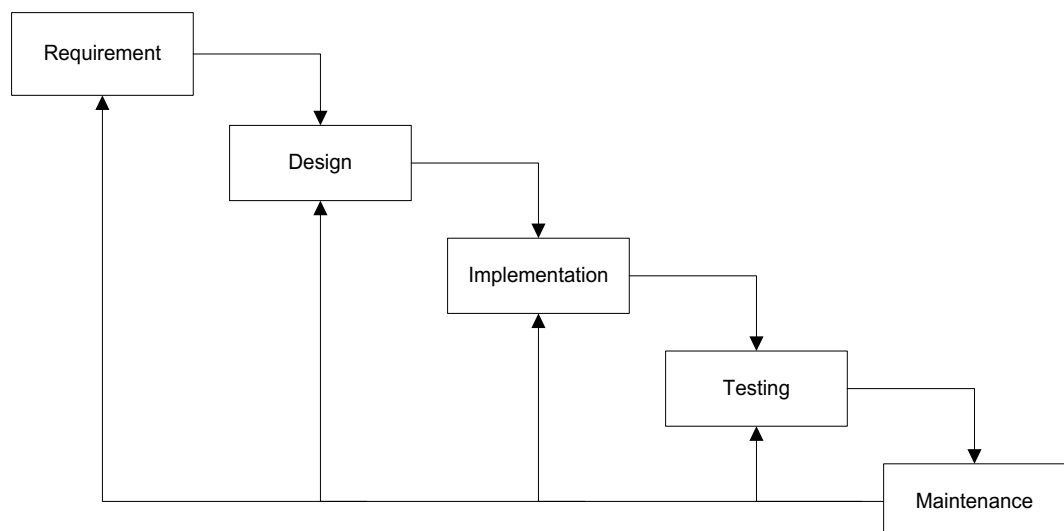 Requirement
Design
Implementation
Testing
Maintenance